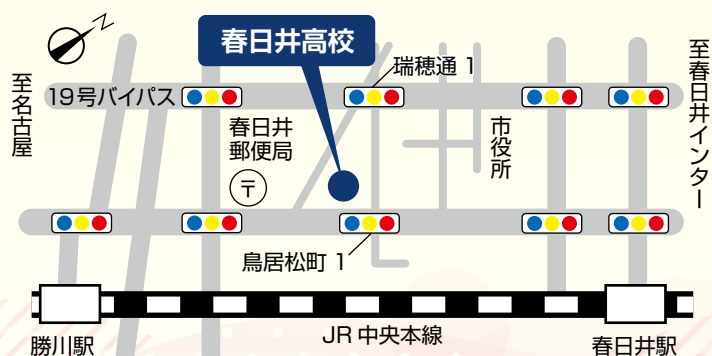 N
春日井高校
瑞穂通 1
至春日井インター
至名古屋
19号バイパス
春日井
郵便局
〒
市役所
鳥居松町 1
JR 中央本線
勝川駅
春日井駅